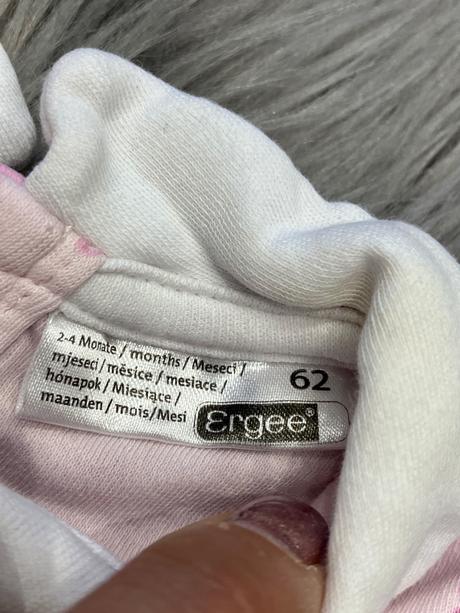 2-4 Monate / months / Meseci /
mjeseci / měsíce / mesiace /
hónapok / Miesiące /
maanden / mois / Mesi
62
Ergee®